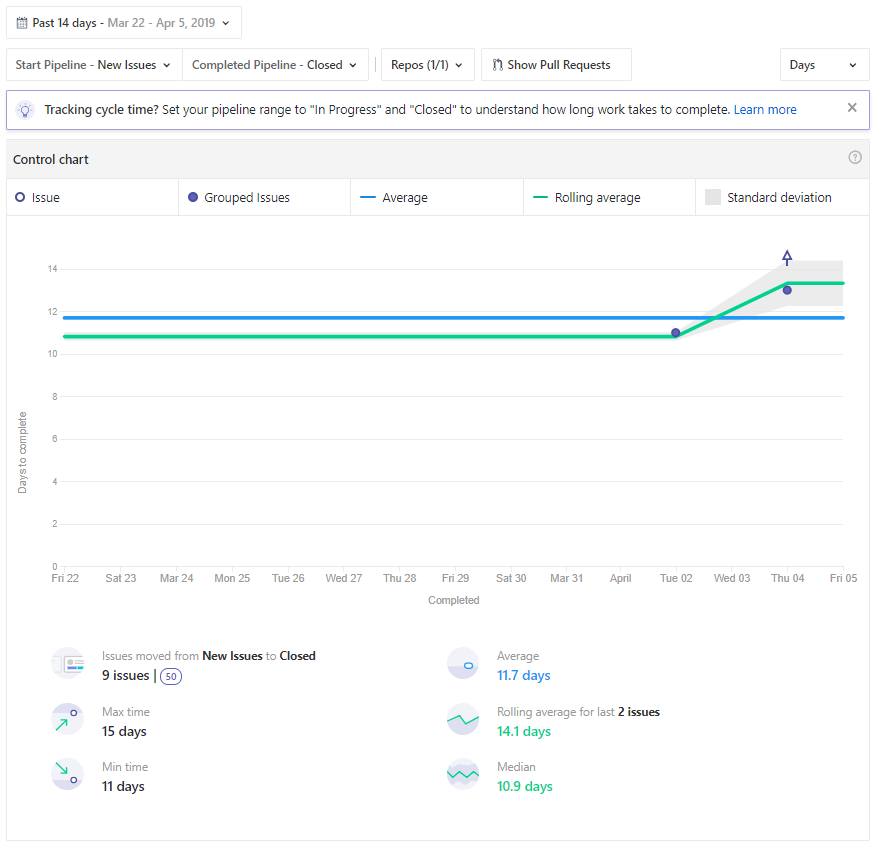 Past 14 days - Mar 22 - Apr 5, 2019
Start Pipeline - New Issues Completed Pipeline - Closed Repos (1/1) Show Pull Requests Days
Tracking cycle time? Set your pipeline range to "In Progress" and "Closed" to understand how long work takes to complete. Learn more
Control chart
Issue Grouped Issues Average Rolling average Standard deviation
14
12
10
8
6
4
2
0
Days to complete
Fri 22 Sat 23 Mar 24 Mon 25 Tue 26 Wed 27 Thu 28 Fri 29 Sat 30 Mar 31 April Tue 02 Wed 03 Thu 04 Fri 05
Completed
Issues moved from New Issues to Closed
9 issues | 50
Average
11.7 days
Max time
15 days
Rolling average for last 2 issues
14.1 days
Min time
11 days
Median
10.9 days